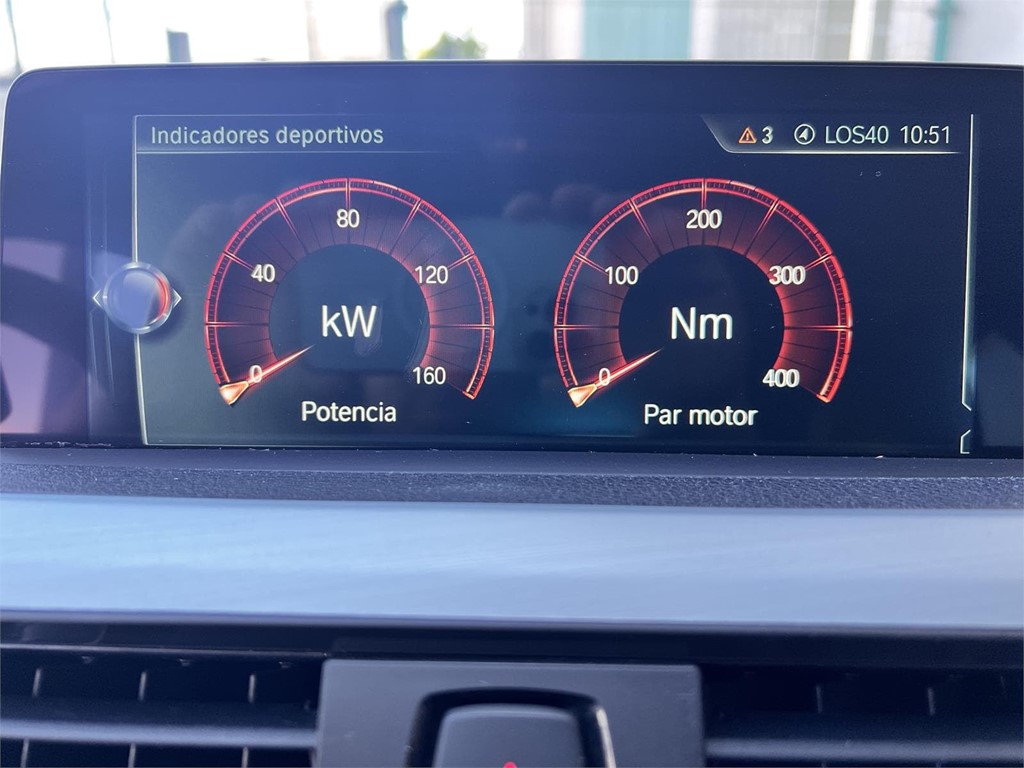 Indicadores deportivos
3 LOS40 10:51
80
40
120
kW
0
160
Potencia
200
100
300
Nm
0
400
Par motor